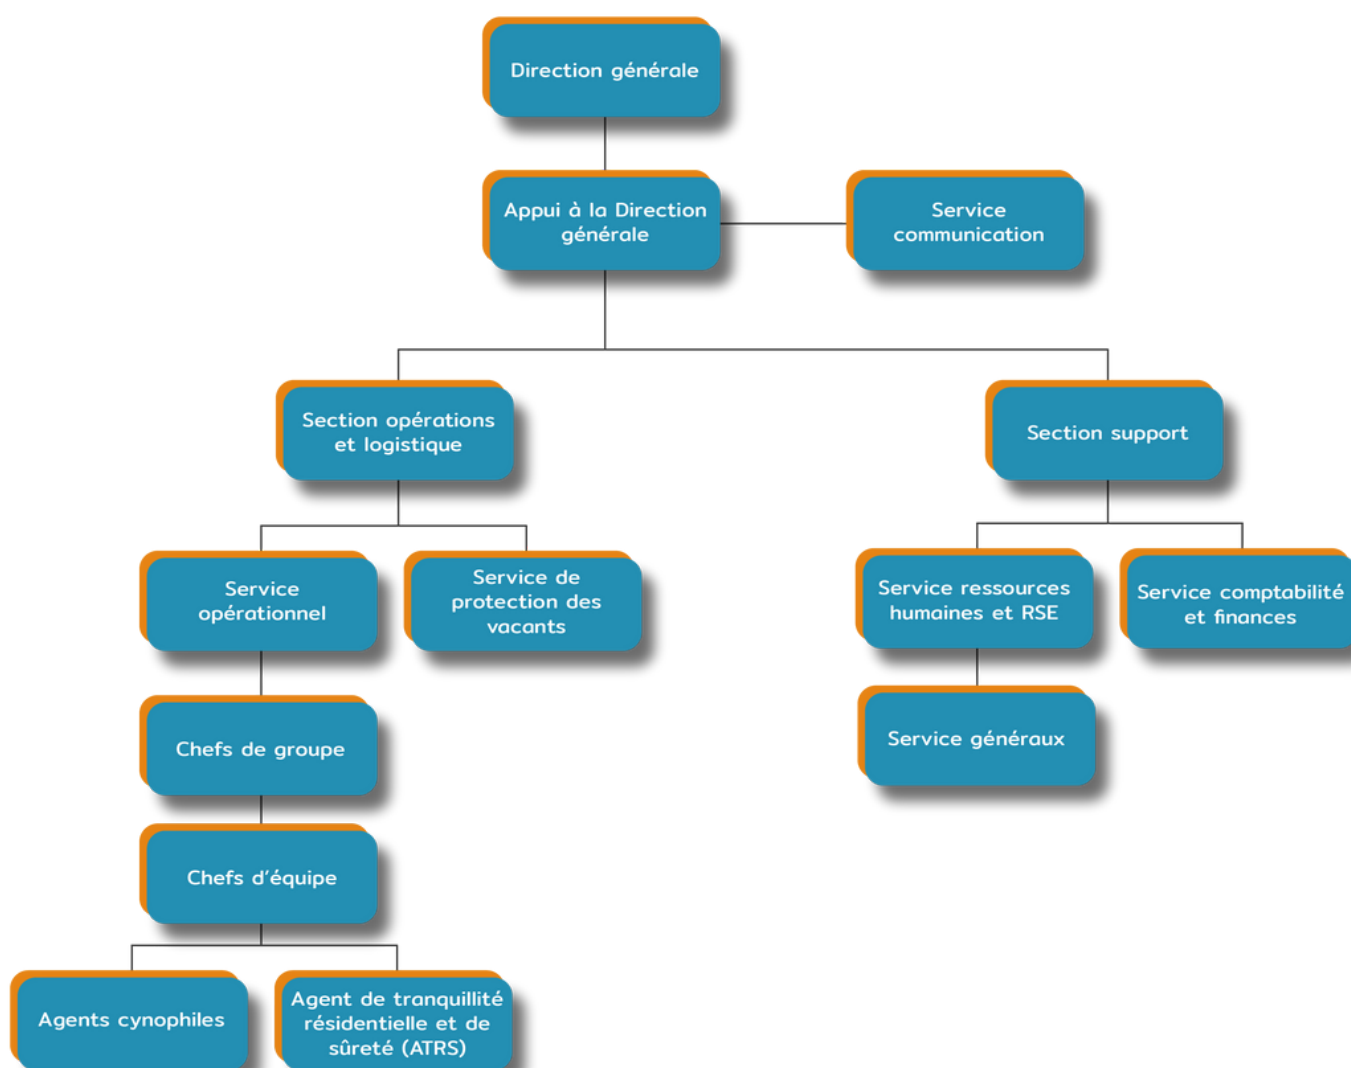 Direction générale
Appui à la Direction
générale
Service
communication
Section opérations
et logistique
Section support
Service
opérationnel
Service de
protection des
vacants
Service ressources
humaines et RSE
Service comptabilité
et finances
Chefs de groupe
Service généraux
Chefs d'équipe
Agents cynophiles
Agent de tranquillité
résidentielle et de
sûreté (ATRS)